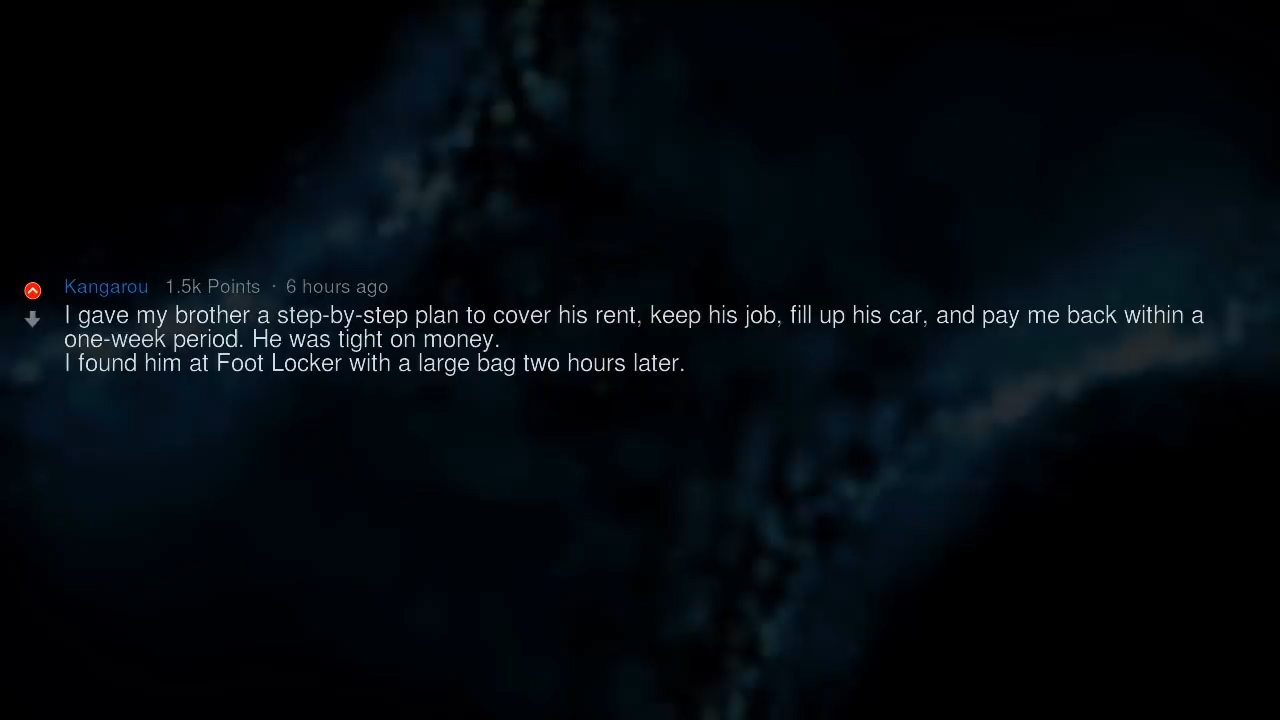 Kangarou 1.5k Points · 6 hours ago
I gave my brother a step-by-step plan to cover his rent, keep his job, fill up his car, and pay me back within a
one-week period. He was tight on money.
I found him at Foot Locker with a large bag two hours later.